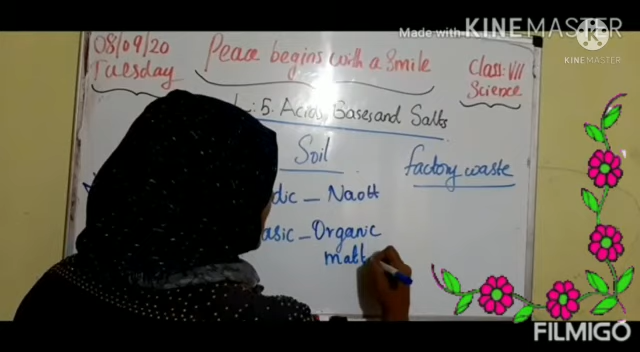 Made with KINEMASTER
KINEMASTER
08/09/20
Tuesday
Peace begins with a Smile
Class: VII
Science
L: 5. Acids, Bases and Salts
Soil
factory waste
dic – NaOH
asic – Organic
matt
FILMIGO